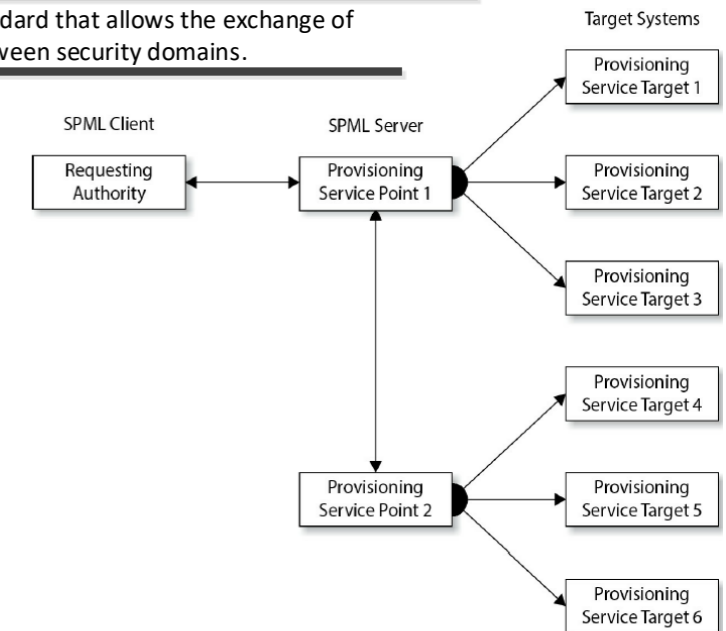 dard that allows the exchange of
ween security domains.
Target Systems
Provisioning
Service Target 1
SPML Client
SPML Server
Requesting
Authority
Provisioning
Service Point 1
Provisioning
Service Target 2
Provisioning
Service Target 3
Provisioning
Service Target 4
Provisioning
Service Point 2
Provisioning
Service Target 5
Provisioning
Service Target 6